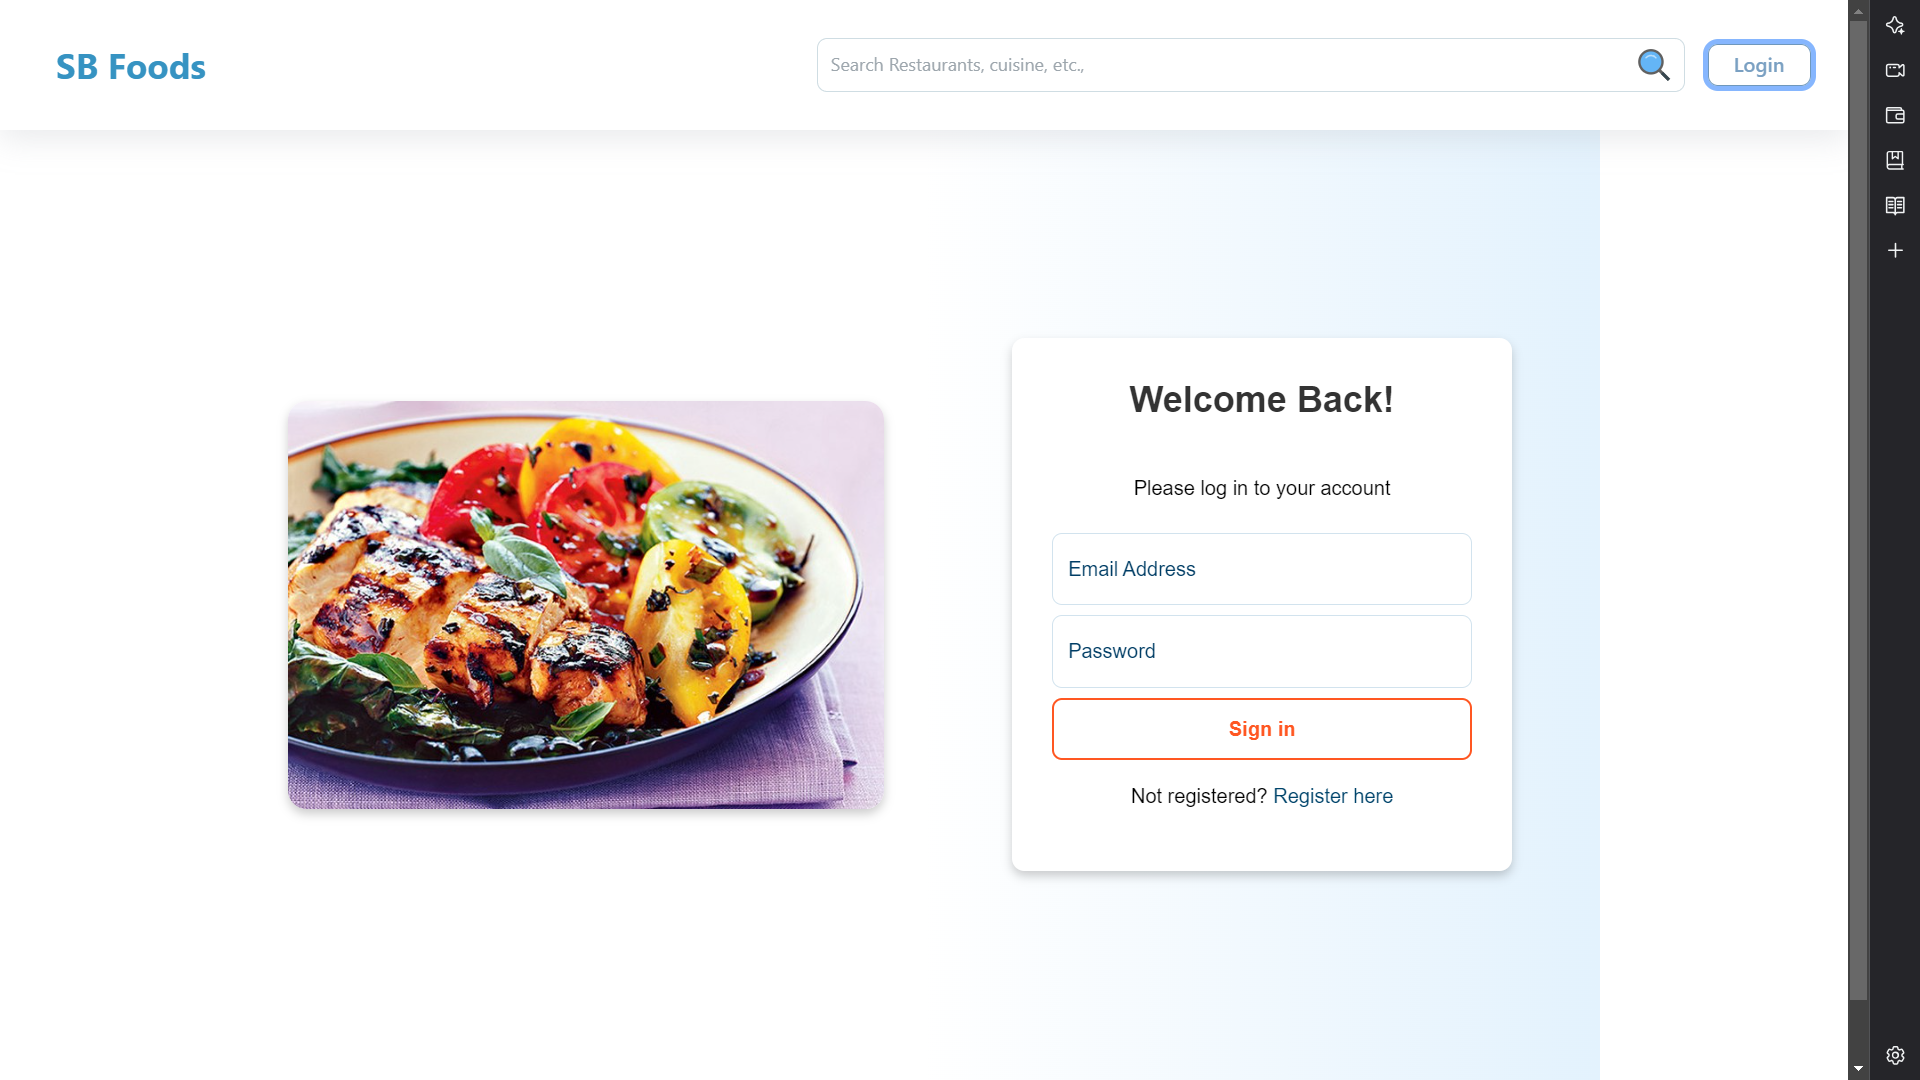 SB Foods
Search Restaurants, cuisine, etc.,
Login
Welcome Back!
Please log in to your account
Email Address
Password
Sign in
Not registered? Register here